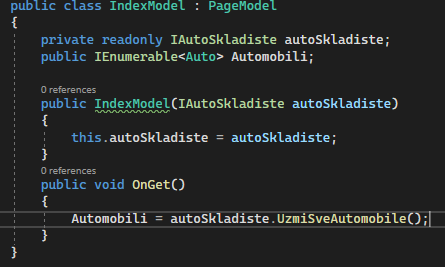 public class IndexModel : PageModel
{
private readonly IAutoSkladiste autoSkladiste;
public IEnumerable<Auto> Automobili;
0 references
public IndexModel(IAutoSkladiste autoSkladiste)
{
this.autoSkladiste = autoSkladiste;
}
0 references
public void OnGet()
{
Automobili = autoSkladiste.UzmiSveAutomobile();
}
}